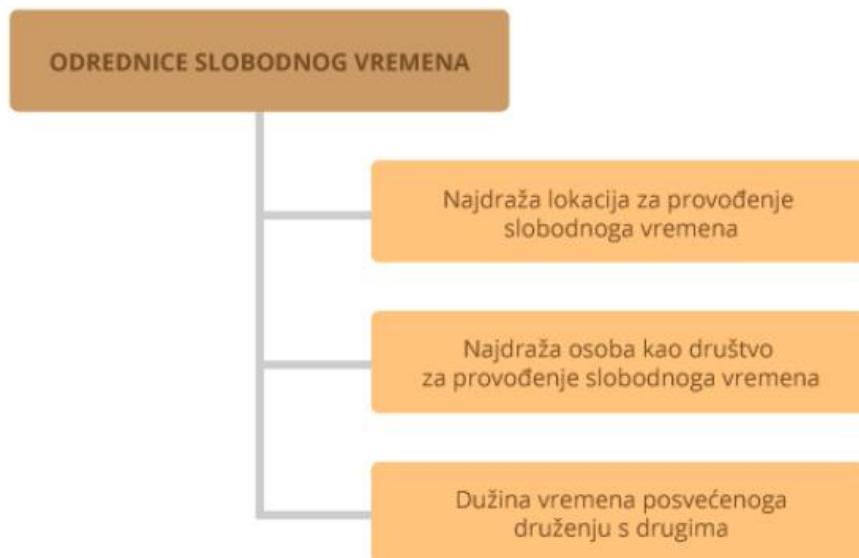 ODREDNICE SLOBODNOG VREMENA
Najdraža lokacija za provođenje
slobodnoga vremena
Najdraža osoba kao društvo
za provođenje slobodnoga vremena
Dužina vremena posvećenoga
druženju s drugima